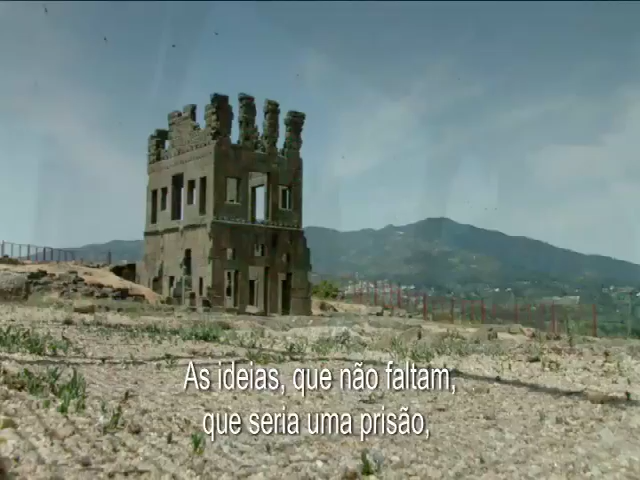 As ideias, que não faltam,
que seria uma prisão,